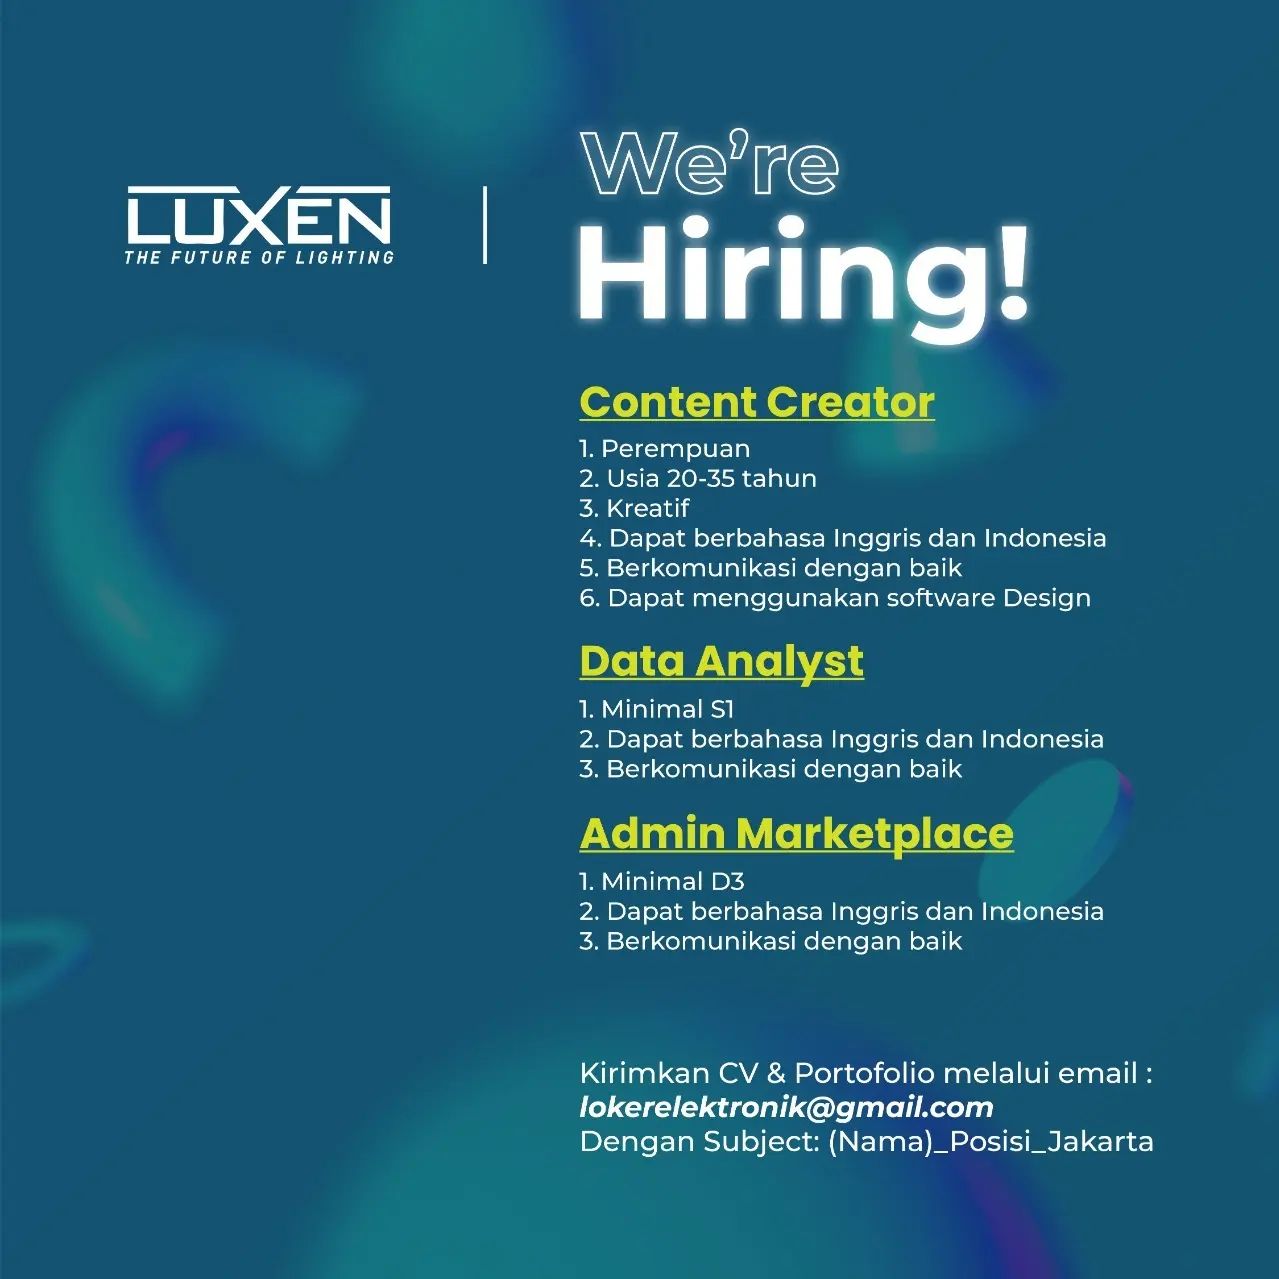 LUXEN
THE FUTURE OF LIGHTING
We're
Hiring!
Content Creator
1. Perempuan
2. Usia 20-35 tahun
3. Kreatif
4. Dapat berbahasa Inggris dan Indonesia
5. Berkomunikasi dengan baik
6. Dapat menggunakan software Design
Data Analyst
1. Minimal S1
2. Dapat berbahasa Inggris dan Indonesia
3. Berkomunikasi dengan baik
Admin Marketplace
1. Minimal D3
2. Dapat berbahasa Inggris dan Indonesia
3. Berkomunikasi dengan baik
Kirimkan CV & Portofolio melalui email :
lokerelektronik@gmail.com
Dengan Subject: (Nama)_Posisi_Jakarta